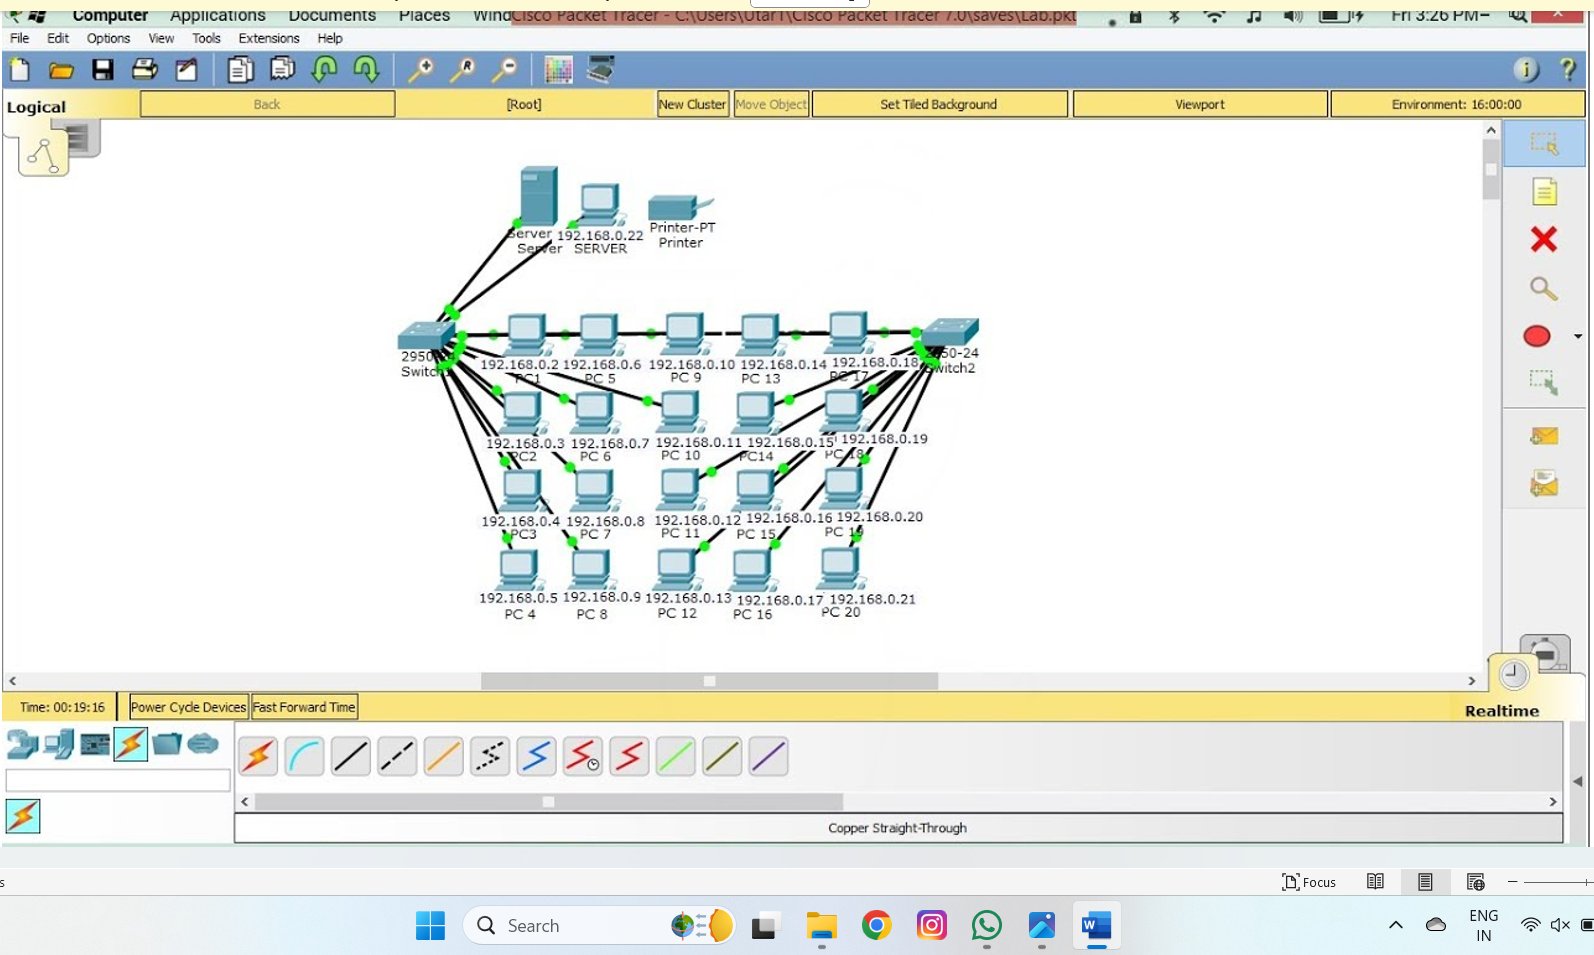 Computer Applications Documents Places Wind Cisco Packet Tracer - C:\Users\Utar1\Cisco Packet Tracer 7.0\saves\Lab.pkt Fri 3:26 PM
File Edit Options View Tools Extensions Help
Logical Back [Root] New Cluster Move Object Set Tiled Background Viewport Environment: 16:00:00
Server 192.168.0.22 Printer-PT
Server SERVER Printer
2950-24 192.168.0.2 192.168.0.6 192.168.0.10 192.168.0.14 192.168.0.18 2950-24
Switch1 PC1 PC 5 PC 9 PC 13 PC 17 Switch2
192.168.0.3 192.168.0.7 192.168.0.11 192.168.0.15 192.168.0.19
PC2 PC 6 PC 10 PC14 PC 18
192.168.0.4 192.168.0.8 192.168.0.12 192.168.0.16 192.168.0.20
PC3 PC 7 PC 11 PC 15 PC 19
192.168.0.5 192.168.0.9 192.168.0.13 192.168.0.17 192.168.0.21
PC 4 PC 8 PC 12 PC 16 PC 20
Time: 00:19:16 Power Cycle Devices Fast Forward Time Realtime
Copper Straight-Through
s Focus
Search ENG
IN